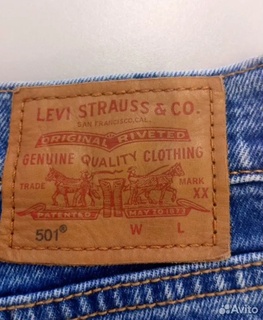 LEVI STRAUSS & CO.
SAN FRANCISCO, CAL.
ORIGINAL RIVETED
GENUINE QUALITY CLOTHING
TRADE MARK
XX
PATENTED MAY 20 1873
501® W L
Avito